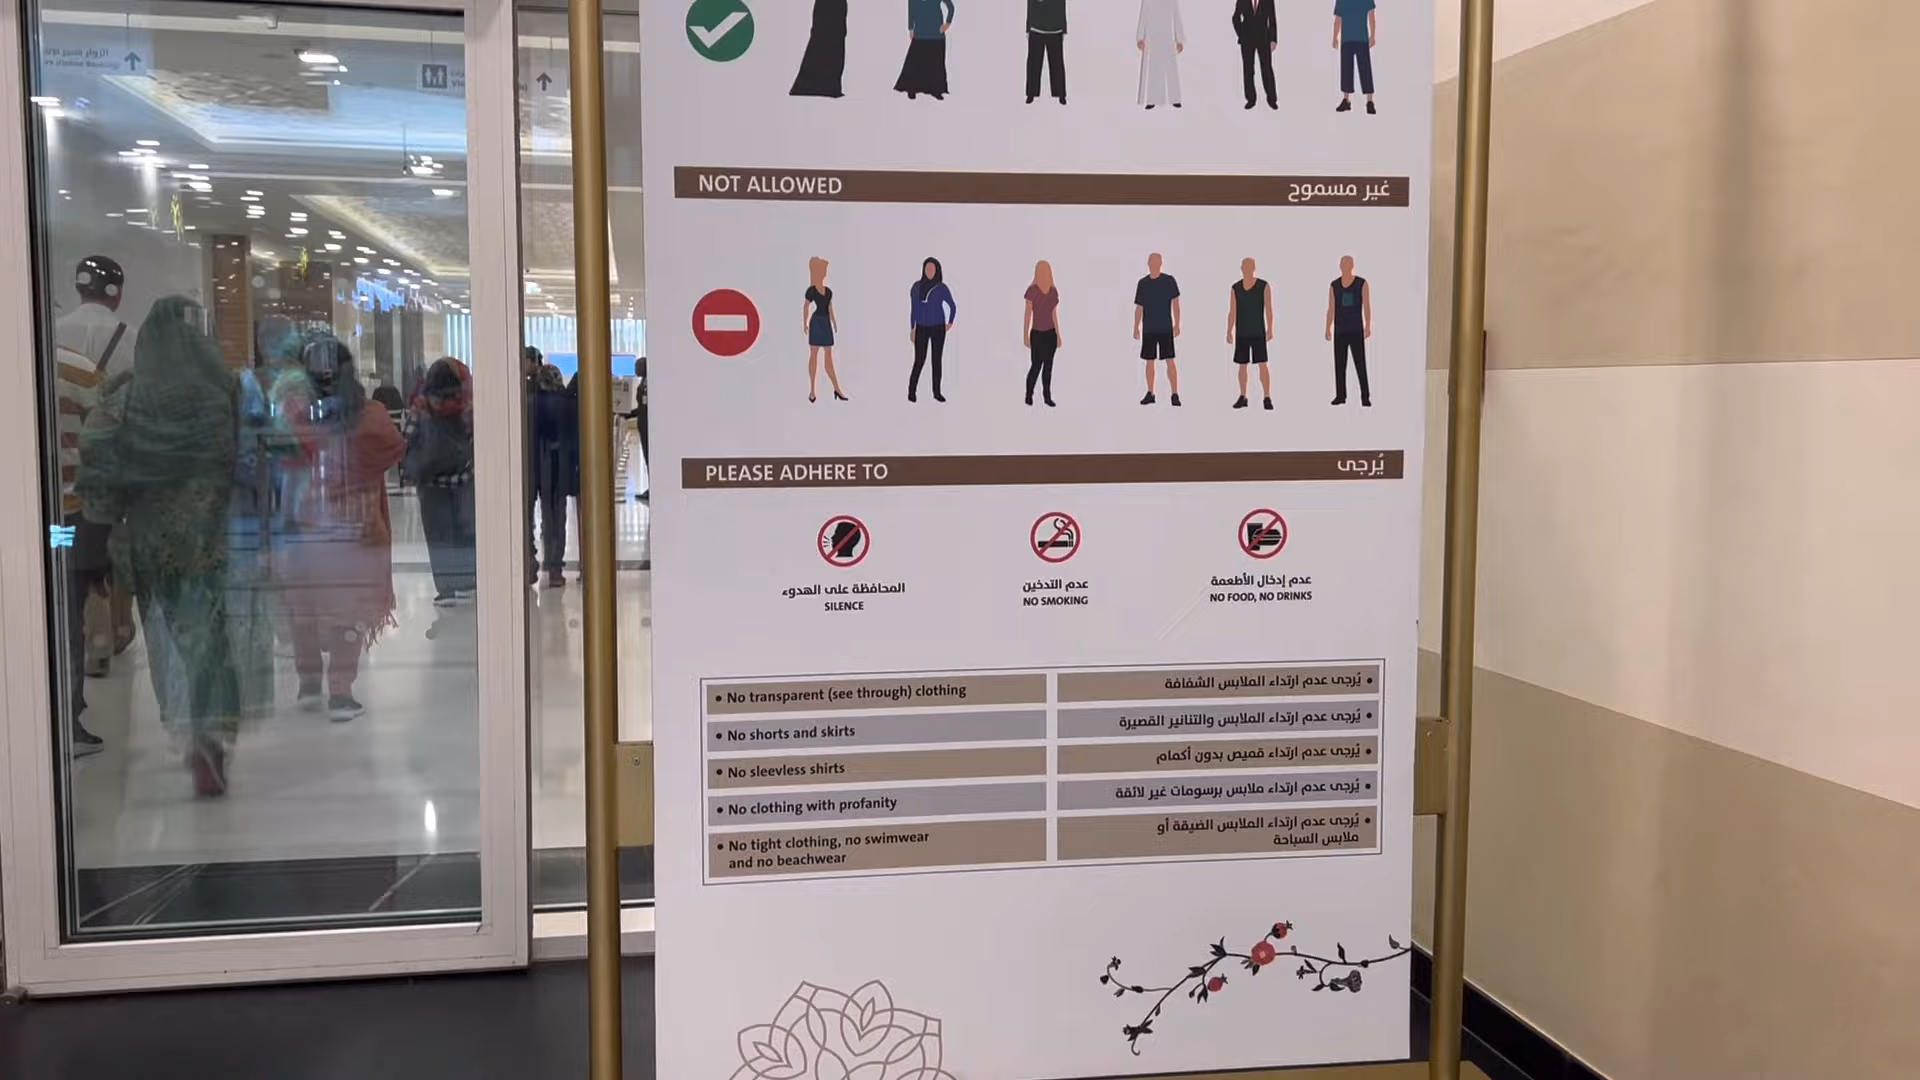 NOT ALLOWED
غير مسموح
PLEASE ADHERE TO
يُرجى
المحافظة على الهدوء
SILENCE
عدم التدخين
NO SMOKING
عدم إدخال الأطعمة
NO FOOD, NO DRINKS
• No transparent (see through) clothing
• يُرجى عدم ارتداء الملابس الشفافة
• No shorts and skirts
• يُرجى عدم ارتداء الملابس والتنانير القصيرة
• No sleevless shirts
• يُرجى عدم ارتداء قميص بدون أكمام
• No clothing with profanity
• يُرجى عدم ارتداء ملابس برسومات غير لائقة
• No tight clothing, no swimwear
and no beachwear
• يُرجى عدم ارتداء الملابس الضيقة أو
ملابس السباحة